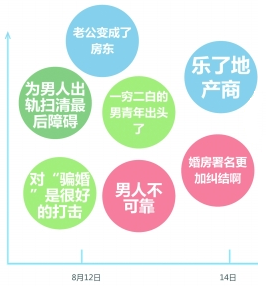 老公变成了
房东
乐了地
产商
为男人出
轨扫清最
后障碍
一穷二白的
男青年出头
了
对“骗婚
”是很好
的打击
男人不
可靠
婚房署名更
加纠结啊
8月12日
14日